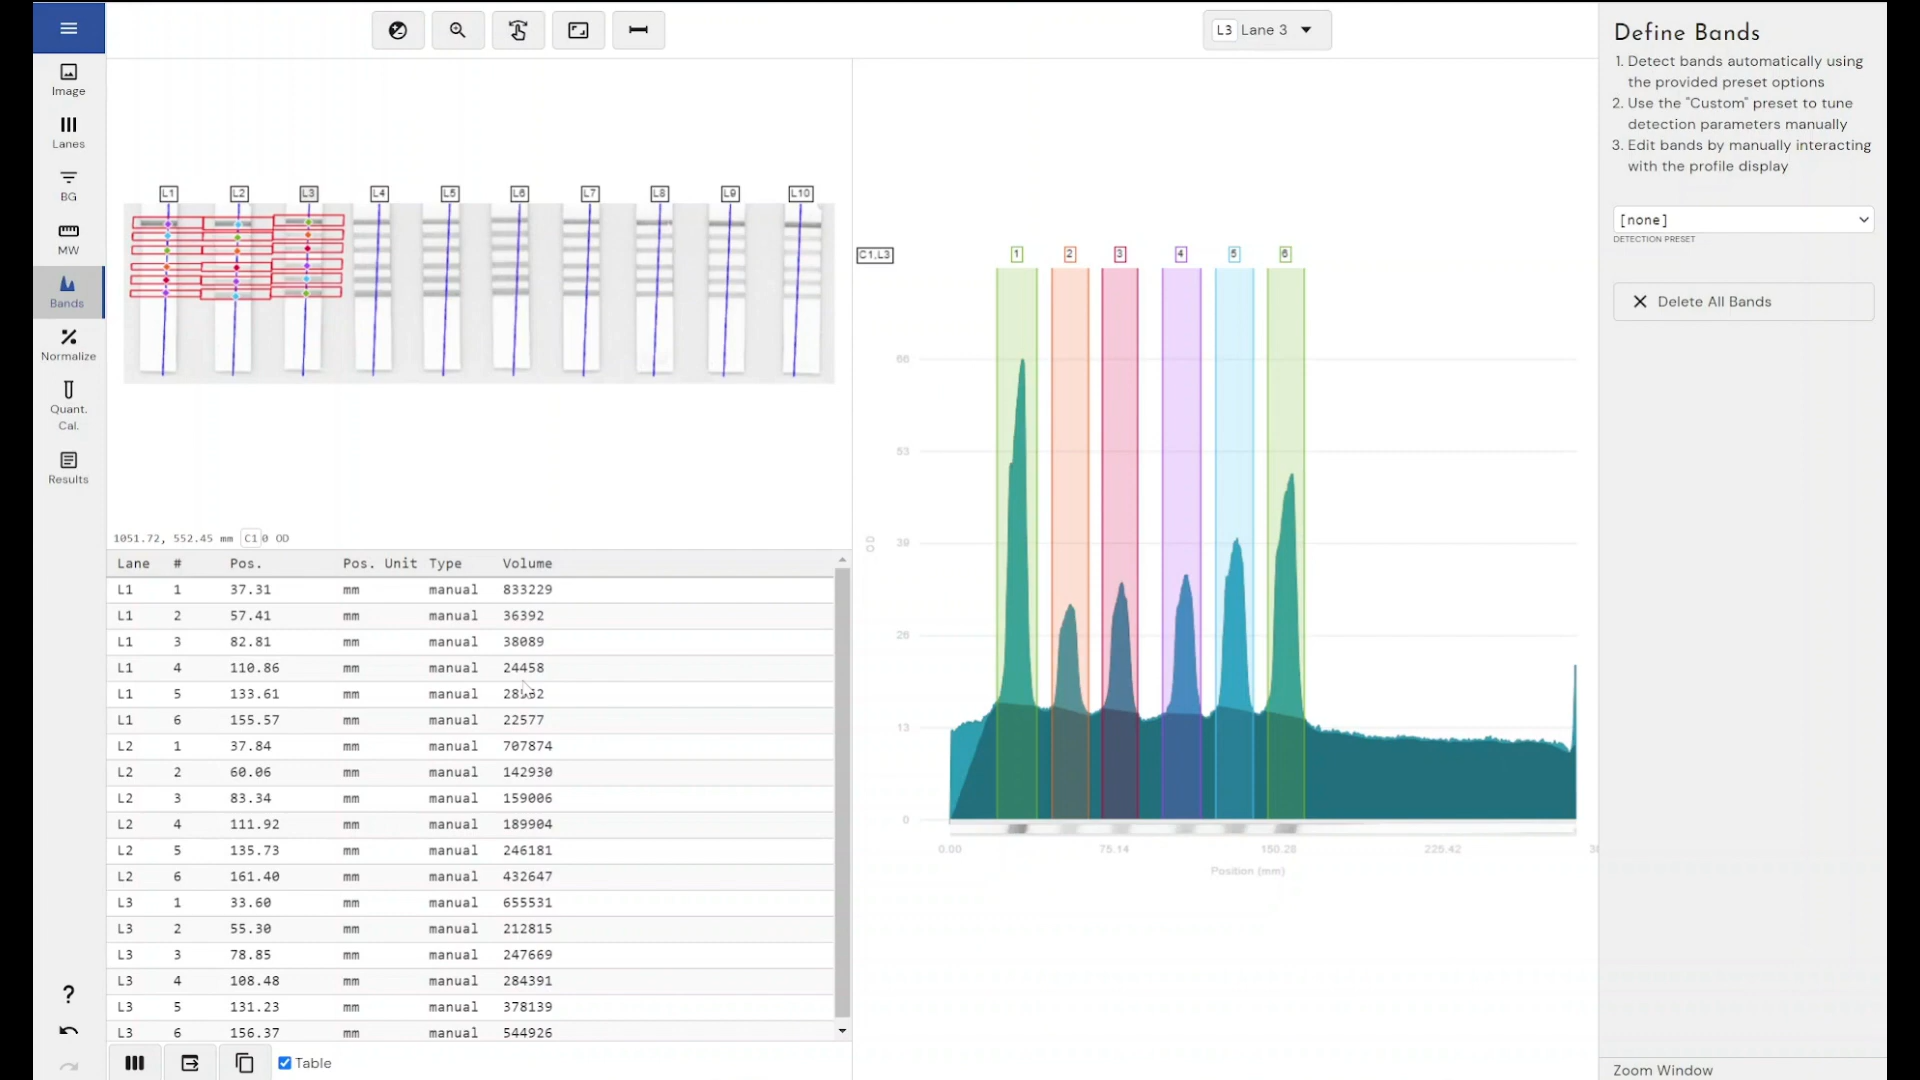 L3 Lane 3
Define Bands
1. Detect bands automatically using
the provided preset options
2. Use the "Custom" preset to tune
detection parameters manually
3. Edit bands by manually interacting
with the profile display
[none]
DETECTION PRESET
Delete All Bands
Image
Lanes
BG
MW
Bands
Normalize
Quant.
Cal.
Results
L1 L2 L3 L4 L5 L6 L7 L8 L9 L10
C1,L3
1 2 3 4 5 6
66
53
39
26
13
0
OD
0.00 75.14 150.28 225.42
Position (mm)
1051.72, 552.45 mm C1 0 OD
Lane # Pos. Pos. Unit Type Volume
L1 1 37.31 mm manual 833229
L1 2 57.41 mm manual 36392
L1 3 82.81 mm manual 38089
L1 4 110.86 mm manual 24458
L1 5 133.61 mm manual
L1 6 155.57 mm manual 22577
L2 1 37.84 mm manual 707874
L2 2 60.06 mm manual 142930
L2 3 83.34 mm manual 159006
L2 4 111.92 mm manual 189904
L2 5 135.73 mm manual 246181
L2 6 161.40 mm manual 432647
L3 1 33.60 mm manual 655531
L3 2 55.30 mm manual 212815
L3 3 78.85 mm manual 247669
L3 4 108.48 mm manual 284391
L3 5 131.23 mm manual 378139
L3 6 156.37 mm manual 544926
Table
Zoom Window